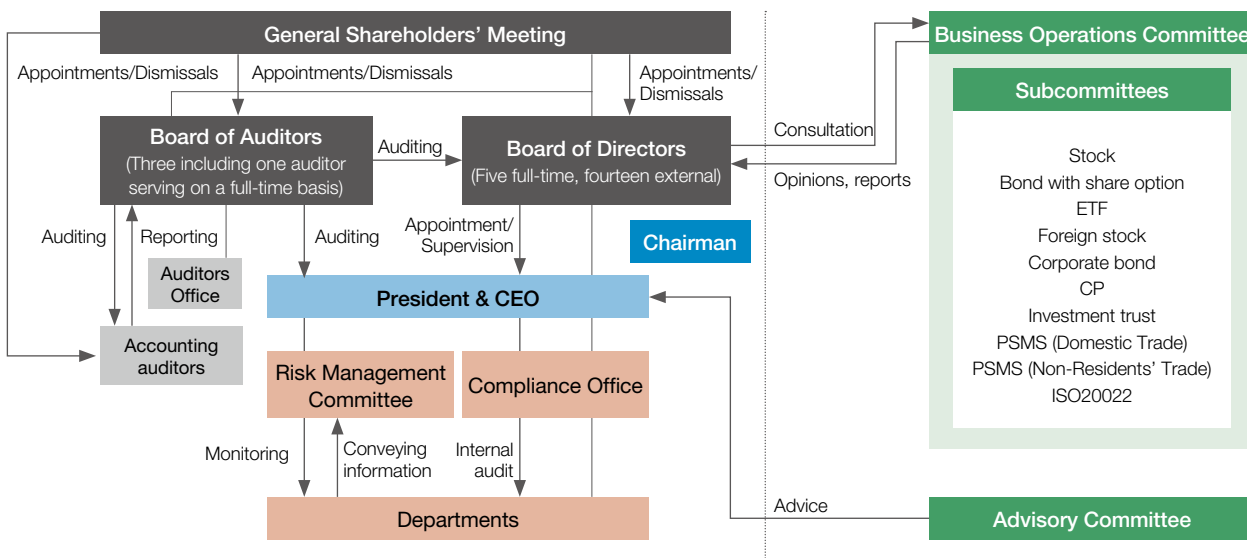 General Shareholders' Meeting
Appointments/Dismissals
Appointments/Dismissals
Appointments/
Dismissals
Board of Auditors
(Three including one auditor
serving on a full-time basis)
Auditing
Board of Directors
(Five full-time, fourteen external)
Auditing
Reporting
Auditing
Appointment/
Supervision
Chairman
Auditors
Office
President & CEO
Accounting
auditors
Risk Management
Committee
Compliance Office
Monitoring
Conveying
information
Internal
audit
Departments
Consultation
Opinions, reports
Advice
Business Operations Committee
Subcommittees
Stock
Bond with share option
ETF
Foreign stock
Corporate bond
CP
Investment trust
PSMS (Domestic Trade)
PSMS (Non-Residents' Trade)
ISO20022
Advisory Committee